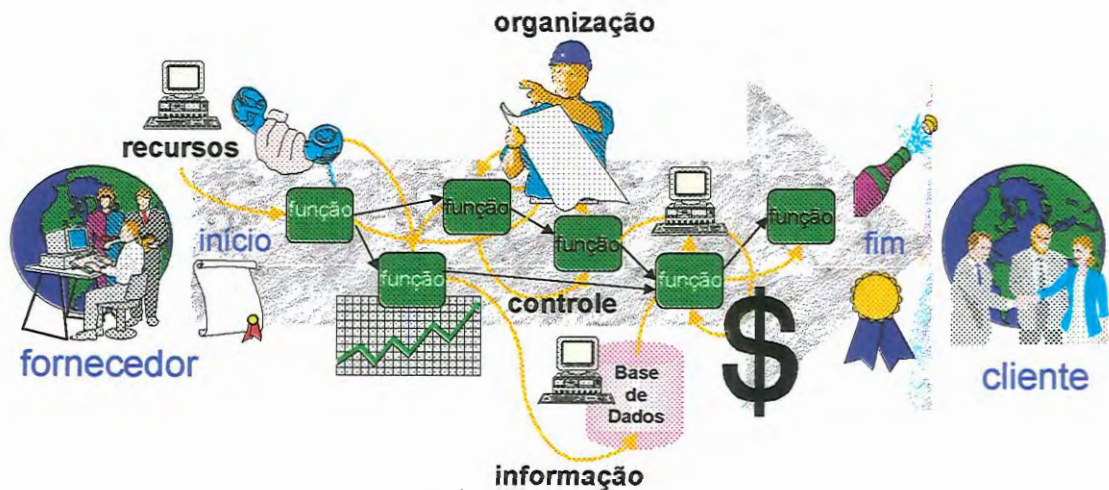 organização
recursos
função
função
função
função
função
função
início
fim
controle
fornecedor
cliente
$
Base
de
Dados
informação